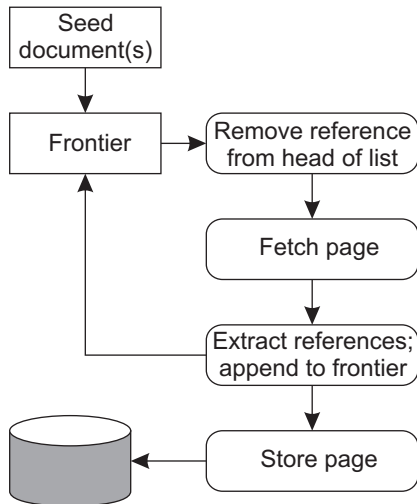 Seed
document(s)
Frontier
Remove reference
from head of list
Fetch page
Extract references;
append to frontier
Store page